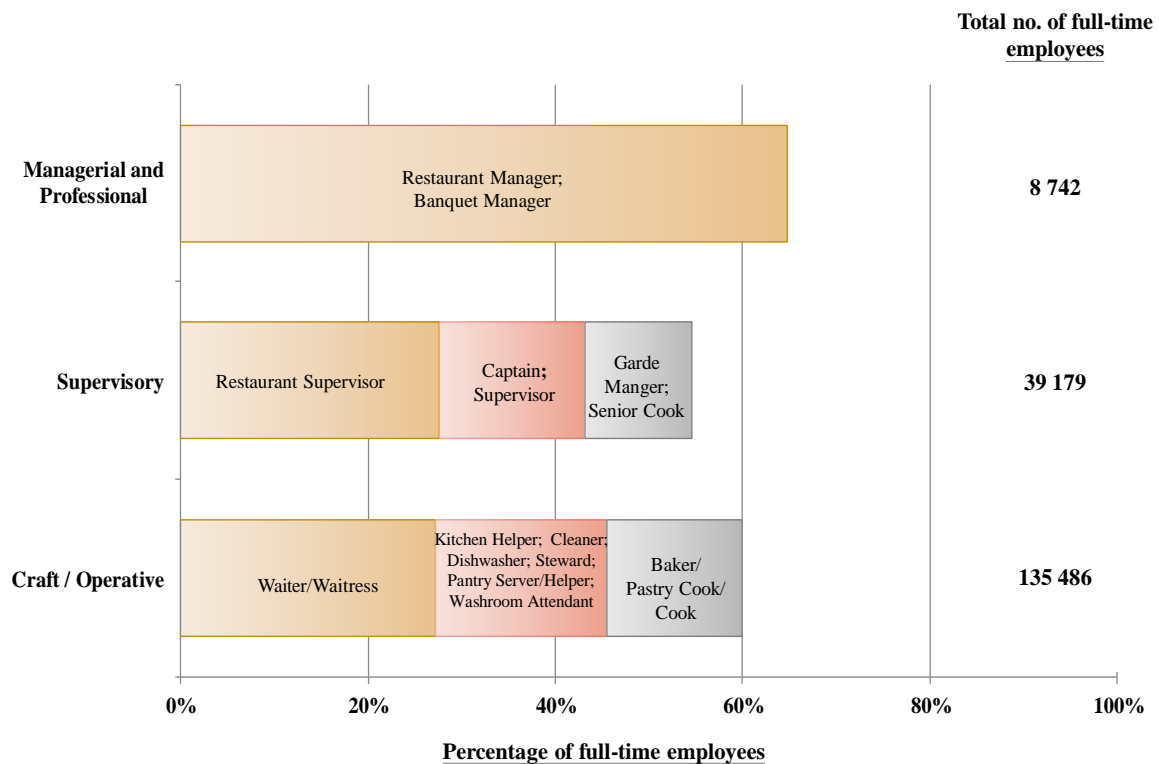 Total no. of full-time
employees
Managerial and
Professional
Restaurant Manager;
Banquet Manager
8 742
Supervisory
Restaurant Supervisor
Captain;
Supervisor
Garde
Manger;
Senior Cook
39 179
Craft / Operative
Waiter/Waitress
Kitchen Helper; Cleaner;
Dishwasher; Steward;
Pantry Server/Helper;
Washroom Attendant
Baker/
Pastry Cook/
Cook
135 486
0%
20%
40%
60%
80%
100%
Percentage of full-time employees